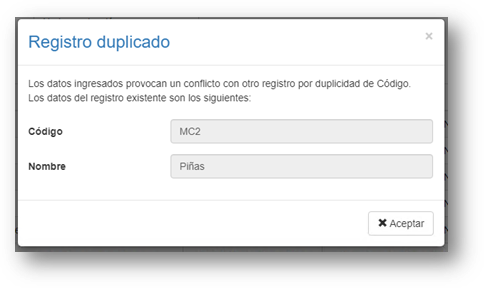 Registro duplicado
×
Los datos ingresados provocan un conflicto con otro registro por duplicidad de Código.
Los datos del registro existente son los siguientes:
Código MC2
Nombre Piñas
✖ Aceptar